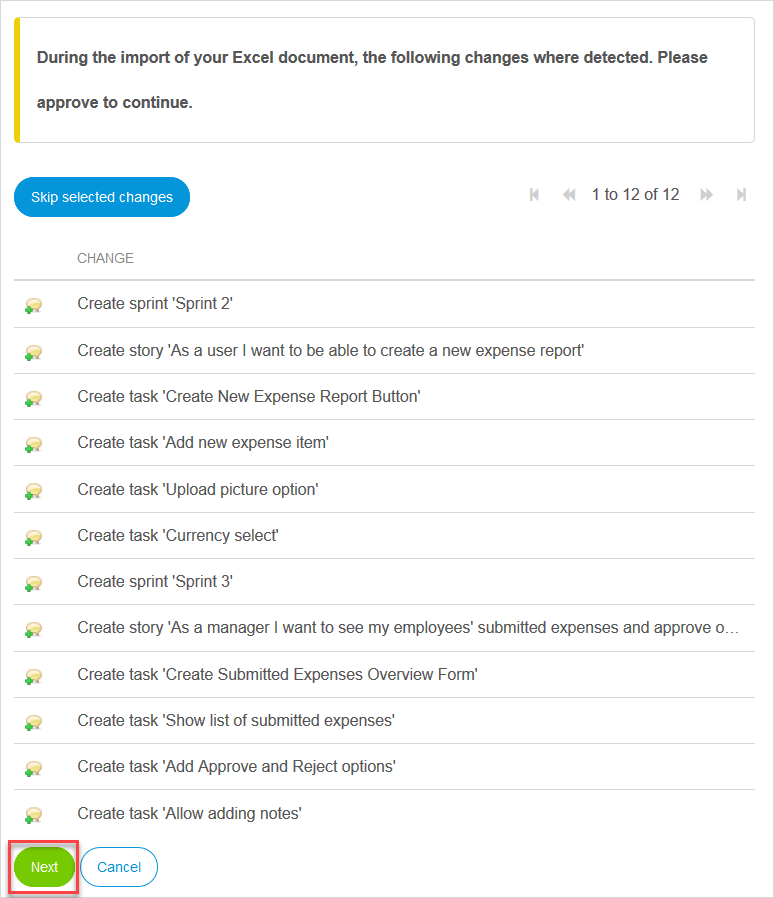 During the import of your Excel document, the following changes where detected. Please
approve to continue.
Skip selected changes
1 to 12 of 12
CHANGE
Create sprint 'Sprint 2'
Create story 'As a user I want to be able to create a new expense report'
Create task 'Create New Expense Report Button'
Create task 'Add new expense item'
Create task 'Upload picture option'
Create task 'Currency select'
Create sprint 'Sprint 3'
Create story 'As a manager I want to see my employees' submitted expenses and approve o…
Create task 'Create Submitted Expenses Overview Form'
Create task 'Show list of submitted expenses'
Create task 'Add Approve and Reject options'
Create task 'Allow adding notes'
Next
Cancel